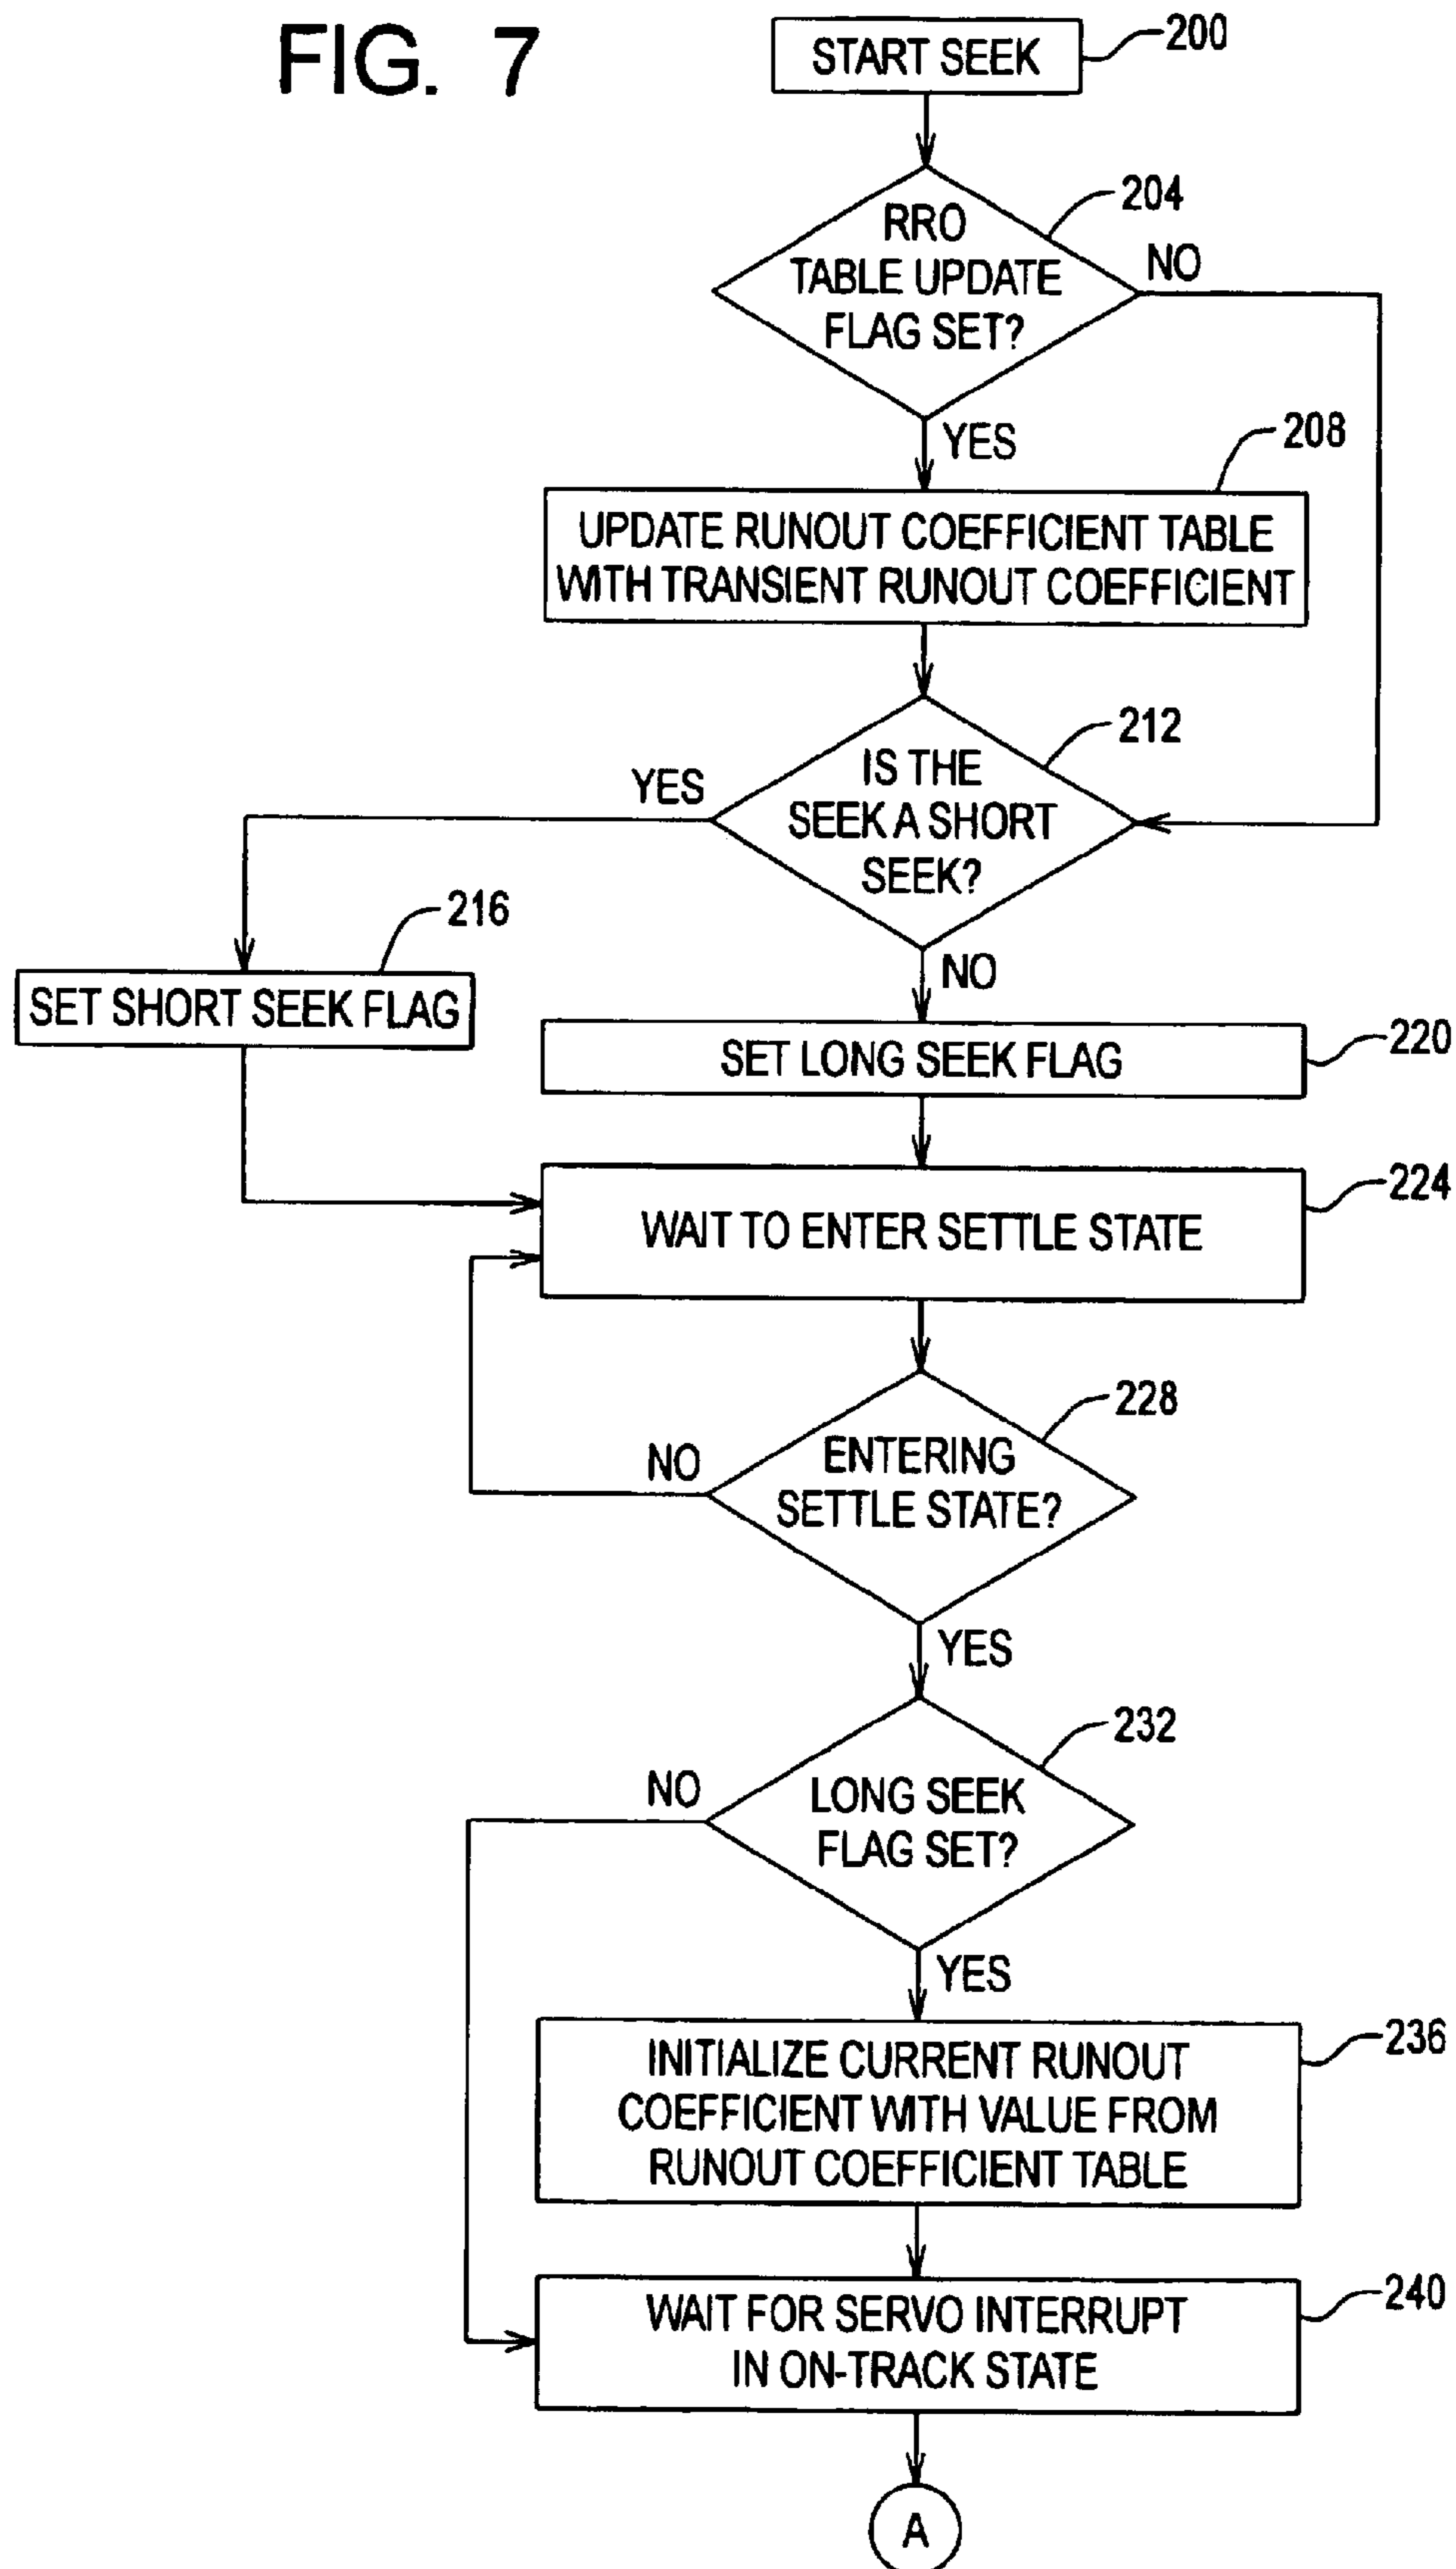 FIG. 7
START SEEK
200
RRO
TABLE UPDATE
FLAG SET?
204
NO
YES
208
UPDATE RUNOUT COEFFICIENT TABLE
WITH TRANSIENT RUNOUT COEFFICIENT
212
IS THE
SEEK A SHORT
SEEK?
YES
NO
216
SET SHORT SEEK FLAG
SET LONG SEEK FLAG
220
WAIT TO ENTER SETTLE STATE
224
228
ENTERING
SETTLE STATE?
NO
YES
232
LONG SEEK
FLAG SET?
NO
YES
INITIALIZE CURRENT RUNOUT
COEFFICIENT WITH VALUE FROM
RUNOUT COEFFICIENT TABLE
236
WAIT FOR SERVO INTERRUPT
IN ON-TRACK STATE
240
A